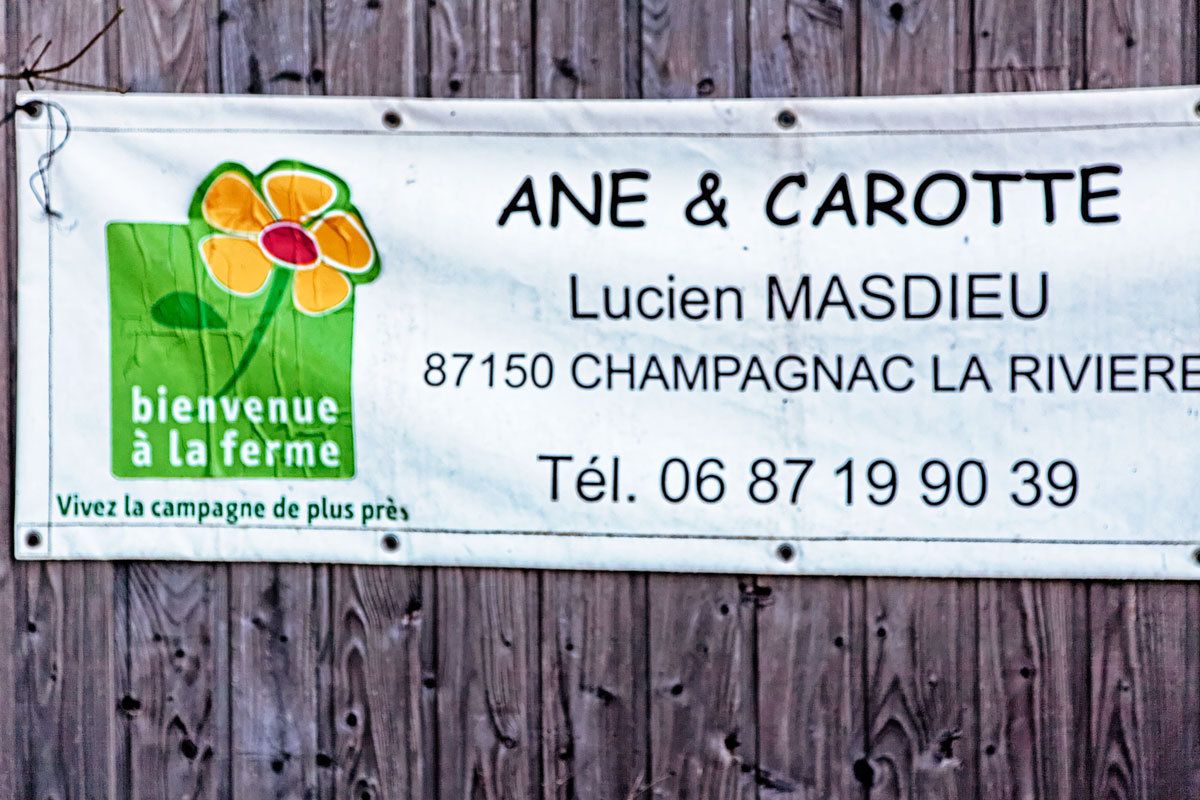 ANE & CAROTTE
Lucien MASDIEU
87150 CHAMPAGNAC LA RIVIERE
Tél. 06 87 19 90 39
bienvenue
à la ferme
Vivez la campagne de plus près